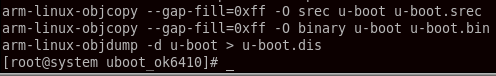 arm-linux-objcopy --gap-fill=0xff -O srec u-boot u-boot.srec
arm-linux-objcopy --gap-fill=0xff -O binary u-boot u-boot.bin
arm-linux-objdump -d u-boot > u-boot.dis
[root@system uboot_ok6410]# _